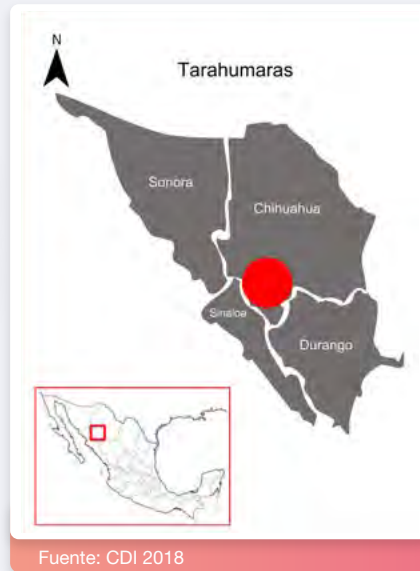 N
Tarahumaras
Sonora
Chihuahua
Sinaloa
Durango
Fuente: CDI 2018